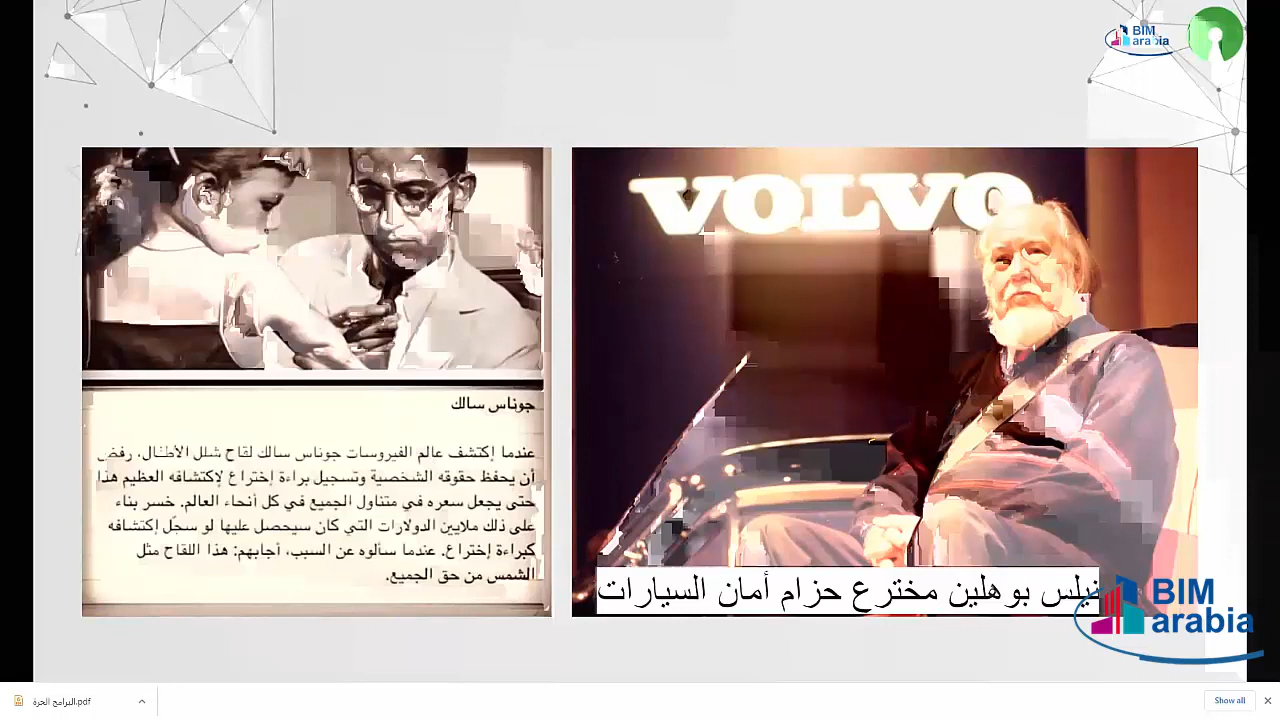 BIM
arabia
VOLVO
جوناس سالك
عندما إكتشف عالم الفيروسات جوناس سالك لقاح شلل الأطفال، رفض
أن يحفظ حقوقه الشخصية وتسجيل براءة إختراع لإكتشافه العظيم هذا
حتى يجعل سعره في متناول الجميع في كل أنحاء العالم. خسر بناء
على ذلك ملايين الدولارات التي كان سيحصل عليها لو سجّل إكتشافه
كبراءة إختراع. عندما سألوه عن السبب، أجابهم: هذا اللقاح مثل
الشمس من حق الجميع.
نيلس بوهلين مخترع حزام أمان السيارات
BIM
arabia
البرامج الحرة.pdf
Show all